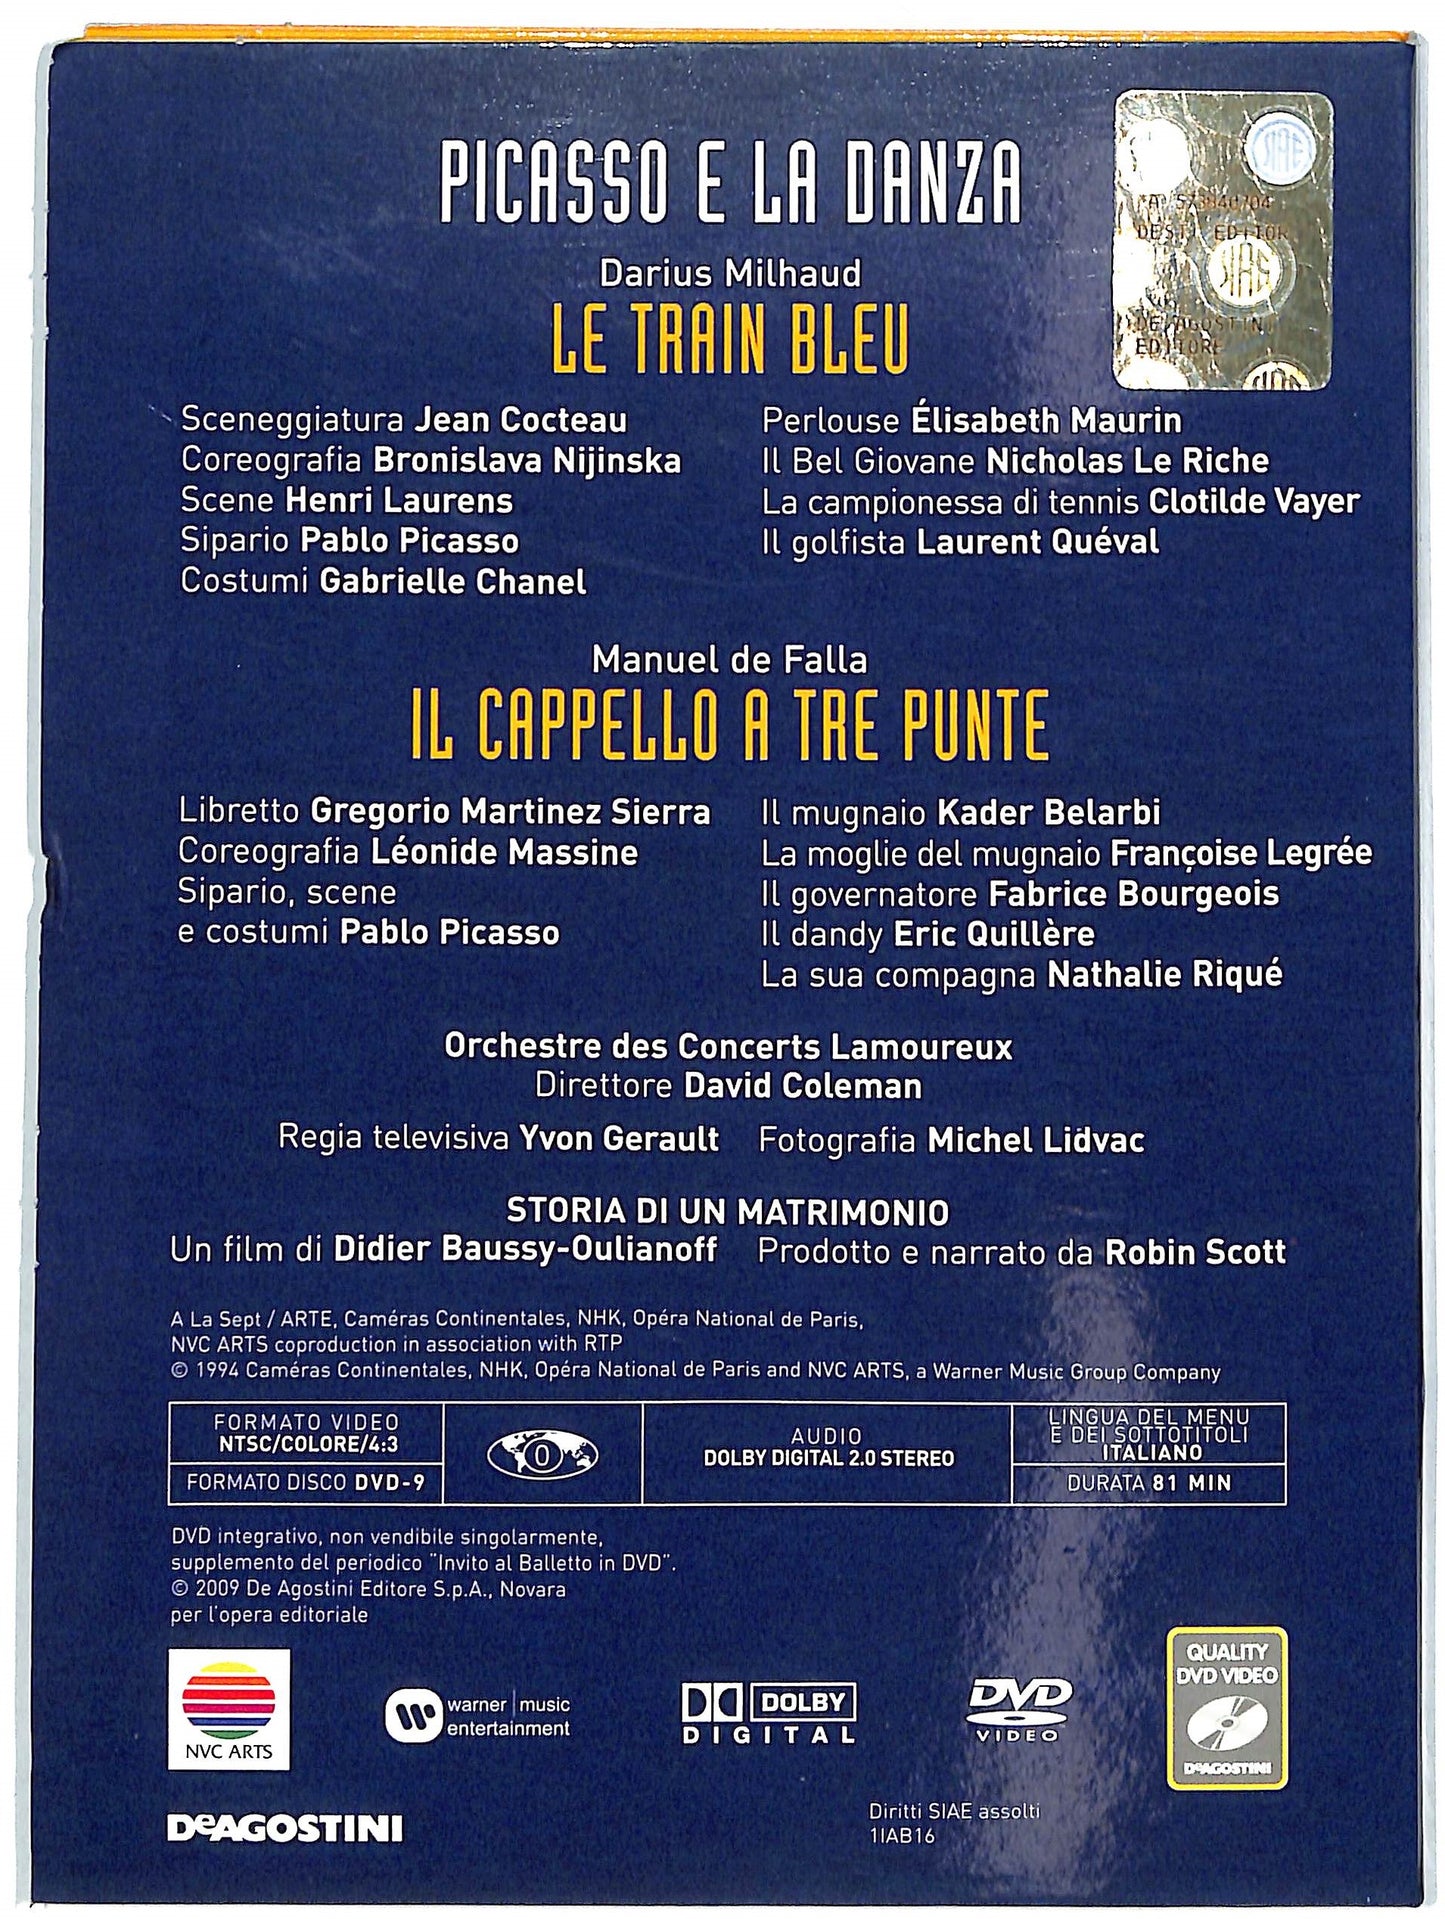 PICASSO E LA DANZA
Darius Milhaud
LE TRAIN BLEU
Sceneggiatura Jean Cocteau
Coreografia Bronislava Nijinska
Scene Henri Laurens
Sipario Pablo Picasso
Costumi Gabrielle Chanel
Perlouse Élisabeth Maurin
Il Bel Giovane Nicholas Le Riche
La campionessa di tennis Clotilde Vayer
Il golfista Laurent Quéval
Manuel de Falla
IL CAPPELLO A TRE PUNTE
Libretto Gregorio Martinez Sierra
Coreografia Léonide Massine
Sipario, scene
e costumi Pablo Picasso
Il mugnaio Kader Belarbi
La moglie del mugnaio Françoise Legrée
Il governatore Fabrice Bourgeois
Il dandy Eric Quillère
La sua compagna Nathalie Riqué
Orchestre des Concerts Lamoureux
Direttore David Coleman
Regia televisiva Yvon Gerault Fotografia Michel Lidvac
STORIA DI UN MATRIMONIO
Un film di Didier Baussy-Oulianoff Prodotto e narrato da Robin Scott
A La Sept / ARTE, Caméras Continentales, NHK, Opéra National de Paris,
NVC ARTS coproduction in association with RTP
© 1994 Caméras Continentales, NHK, Opéra National de Paris and NVC ARTS, a Warner Music Group Company
FORMATO VIDEO
NTSC/COLORE/4:3
FORMATO DISCO DVD-9
0
AUDIO
DOLBY DIGITAL 2.0 STEREO
LINGUA DEL MENU
E DEI SOTTOTITOLI
ITALIANO
DURATA 81 MIN
DVD integrativo, non vendibile singolarmente,
supplemento del periodico "Invito al Balletto in DVD".
© 2009 De Agostini Editore S.p.A., Novara
per l'opera editoriale
NVC ARTS
warner music
entertainment
DOLBY
DIGITAL
DVD
VIDEO
QUALITY
DVD VIDEO
DeAGOSTINI
DeAGOSTINI
Diritti SIAE assolti
1IAB16